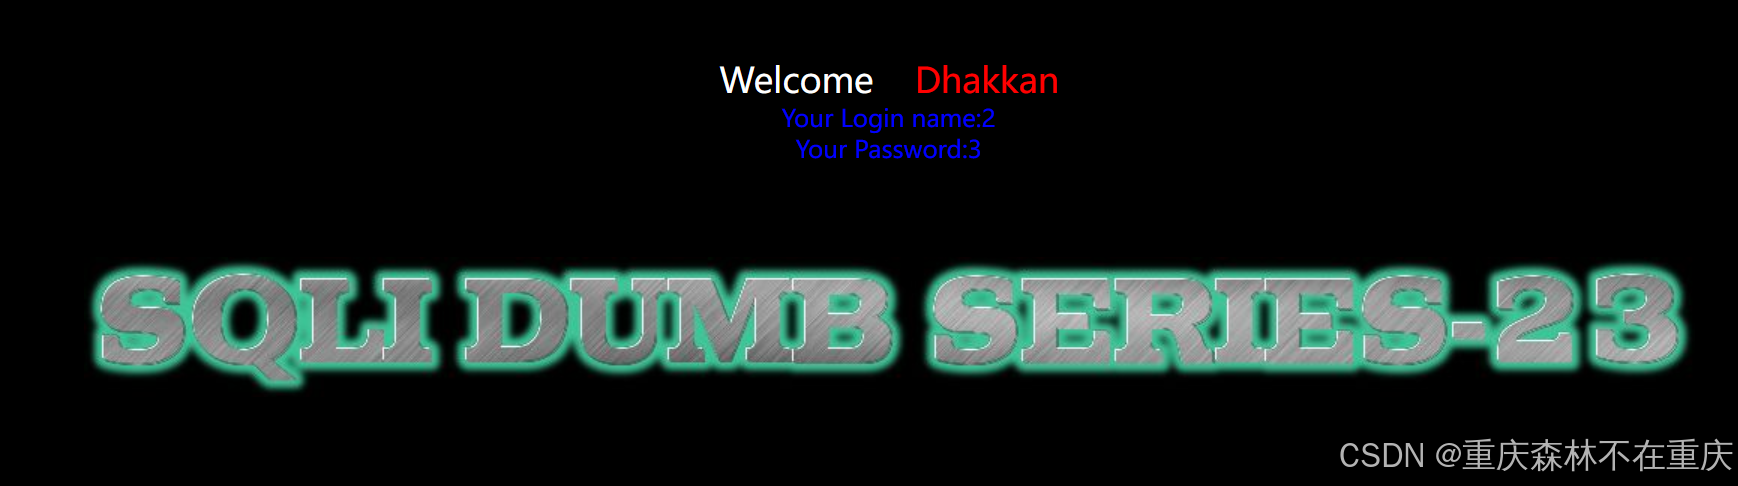 Welcome Dhakkan
Your Login name:2
Your Password:3
SQLI DUMB SERIES-23
CSDN @重庆森林不在重庆